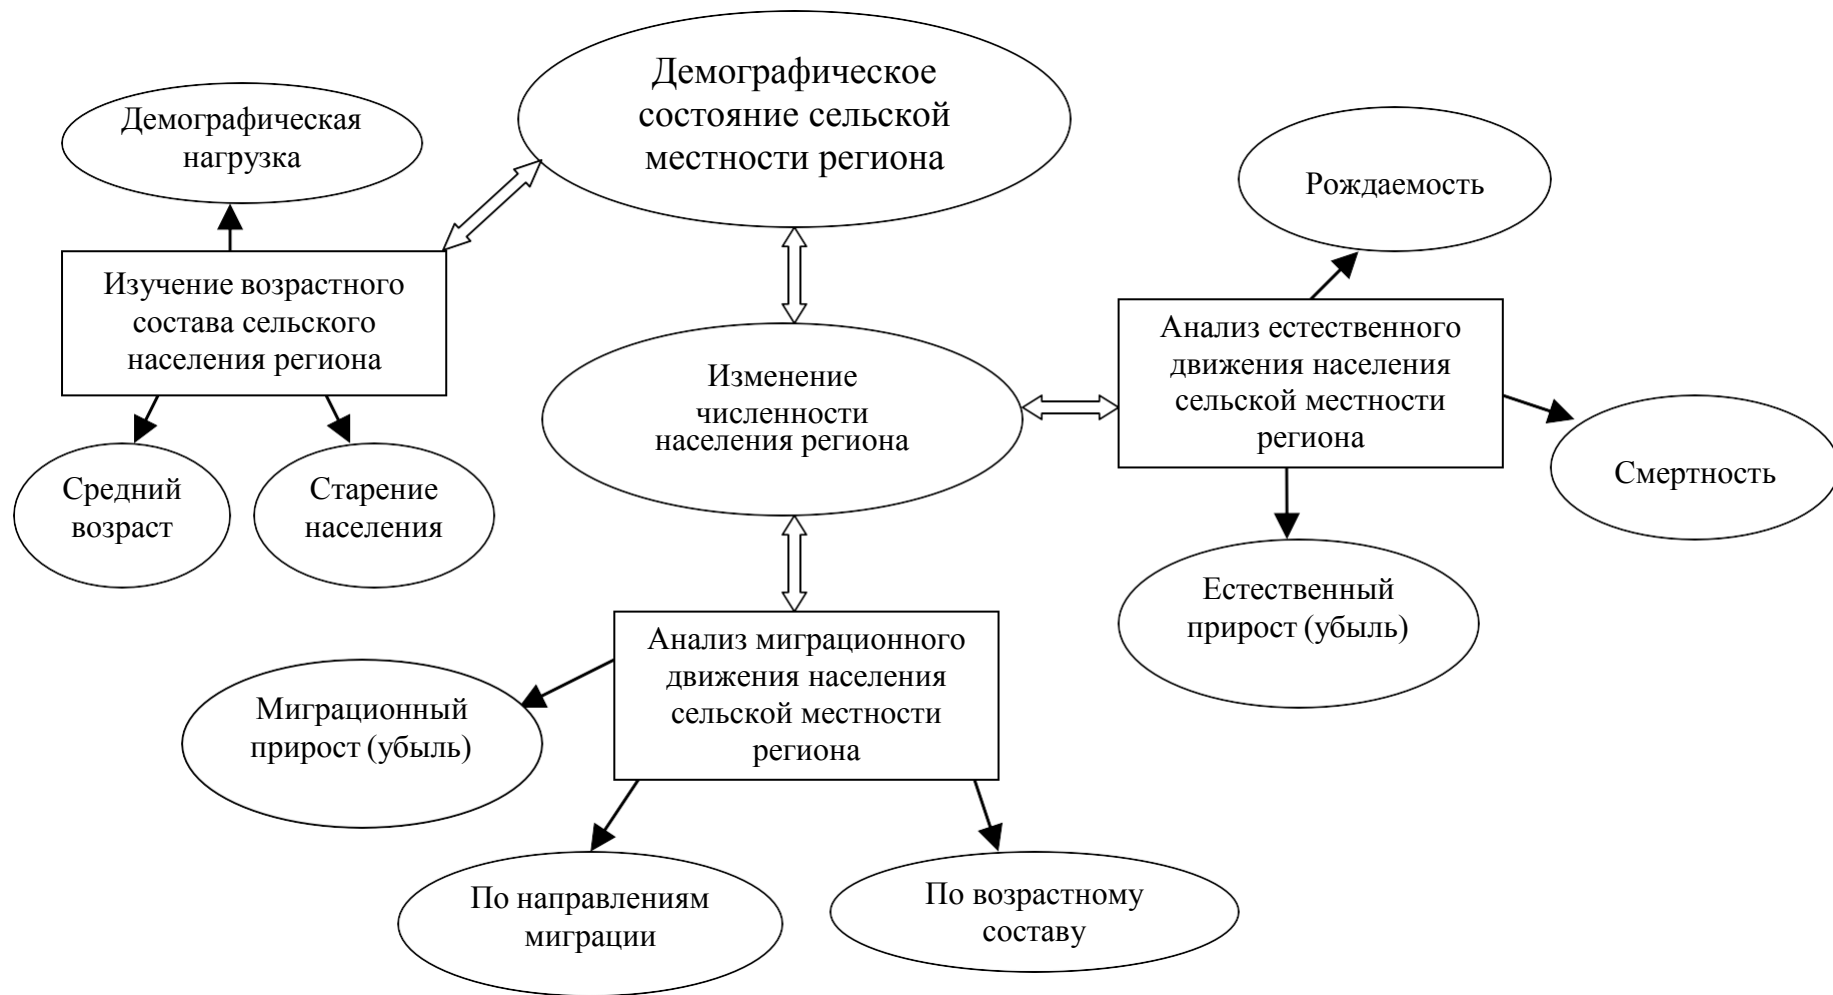 Демографическое
состояние сельской
местности региона
Демографическая
нагрузка
Рождаемость
Изучение возрастного
состава сельского
населения региона
Изменение
численности
населения региона
Анализ естественного
движения населения
сельской местности
региона
Средний
возраст
Старение
населения
Смертность
Естественный
прирост (убыль)
Анализ миграционного
движения населения
сельской местности
региона
Миграционный
прирост (убыль)
По направлениям
миграции
По возрастному
составу